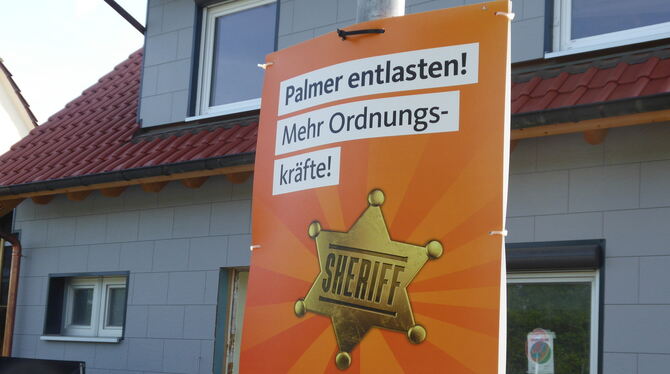 Palmer entlasten!
Mehr Ordnungs-
kräfte!
SHERIFF